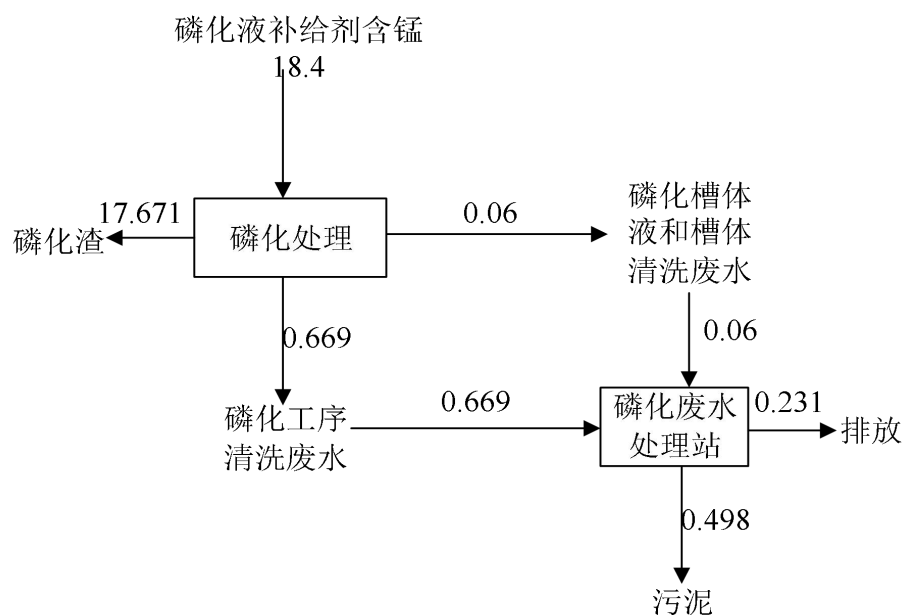 磷化液补给剂含锰
18.4
17.671
磷化渣
磷化处理
0.06
磷化槽体
液和槽体
清洗废水
0.669
0.06
磷化工序
清洗废水
0.669
磷化废水
处理站
0.231
排放
0.498
污泥